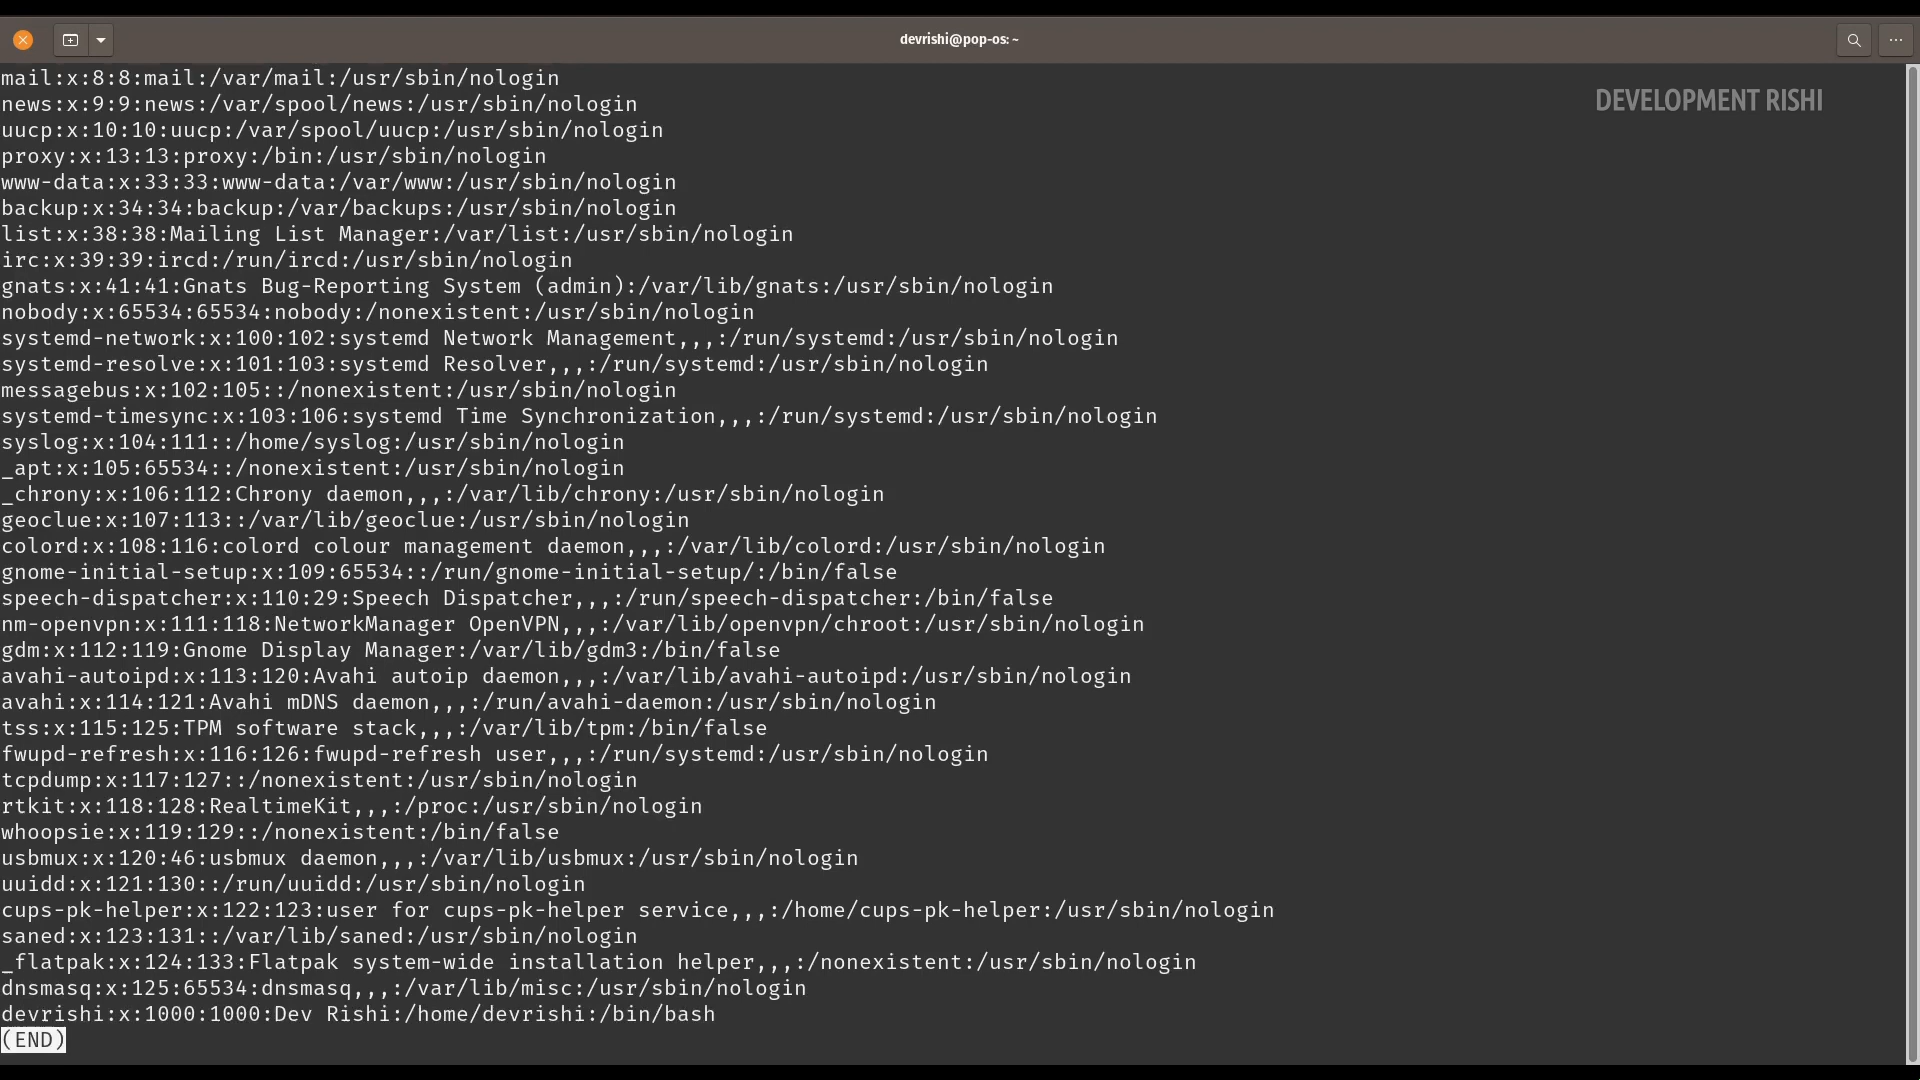 devrishi@pop-os: ~
DEVELOPMENT RISHI
mail:x:8:8:mail:/var/mail:/usr/sbin/nologin
news:x:9:9:news:/var/spool/news:/usr/sbin/nologin
uucp:x:10:10:uucp:/var/spool/uucp:/usr/sbin/nologin
proxy:x:13:13:proxy:/bin:/usr/sbin/nologin
www-data:x:33:33:www-data:/var/www:/usr/sbin/nologin
backup:x:34:34:backup:/var/backups:/usr/sbin/nologin
list:x:38:38:Mailing List Manager:/var/list:/usr/sbin/nologin
irc:x:39:39:ircd:/run/ircd:/usr/sbin/nologin
gnats:x:41:41:Gnats Bug-Reporting System (admin):/var/lib/gnats:/usr/sbin/nologin
nobody:x:65534:65534:nobody:/nonexistent:/usr/sbin/nologin
systemd-network:x:100:102:systemd Network Management,,,:/run/systemd:/usr/sbin/nologin
systemd-resolve:x:101:103:systemd Resolver,,,:/run/systemd:/usr/sbin/nologin
messagebus:x:102:105::/nonexistent:/usr/sbin/nologin
systemd-timesync:x:103:106:systemd Time Synchronization,,,:/run/systemd:/usr/sbin/nologin
syslog:x:104:111::/home/syslog:/usr/sbin/nologin
_apt:x:105:65534::/nonexistent:/usr/sbin/nologin
_chrony:x:106:112:Chrony daemon,,,:/var/lib/chrony:/usr/sbin/nologin
geoclue:x:107:113::/var/lib/geoclue:/usr/sbin/nologin
colord:x:108:116:colord colour management daemon,,,:/var/lib/colord:/usr/sbin/nologin
gnome-initial-setup:x:109:65534::/run/gnome-initial-setup/:/bin/false
speech-dispatcher:x:110:29:Speech Dispatcher,,,:/run/speech-dispatcher:/bin/false
nm-openvpn:x:111:118:NetworkManager OpenVPN,,,:/var/lib/openvpn/chroot:/usr/sbin/nologin
gdm:x:112:119:Gnome Display Manager:/var/lib/gdm3:/bin/false
avahi-autoipd:x:113:120:Avahi autoip daemon,,,:/var/lib/avahi-autoipd:/usr/sbin/nologin
avahi:x:114:121:Avahi mDNS daemon,,,:/run/avahi-daemon:/usr/sbin/nologin
tss:x:115:125:TPM software stack,,,:/var/lib/tpm:/bin/false
fwupd-refresh:x:116:126:fwupd-refresh user,,,:/run/systemd:/usr/sbin/nologin
tcpdump:x:117:127::/nonexistent:/usr/sbin/nologin
rtkit:x:118:128:RealtimeKit,,,:/proc:/usr/sbin/nologin
whoopsie:x:119:129::/nonexistent:/bin/false
usbmux:x:120:46:usbmux daemon,,,:/var/lib/usbmux:/usr/sbin/nologin
uuidd:x:121:130::/run/uuidd:/usr/sbin/nologin
cups-pk-helper:x:122:123:user for cups-pk-helper service,,,:/home/cups-pk-helper:/usr/sbin/nologin
saned:x:123:131::/var/lib/saned:/usr/sbin/nologin
_flatpak:x:124:133:Flatpak system-wide installation helper,,,:/nonexistent:/usr/sbin/nologin
dnsmasq:x:125:65534:dnsmasq,,,:/var/lib/misc:/usr/sbin/nologin
devrishi:x:1000:1000:Dev Rishi:/home/devrishi:/bin/bash
(END)